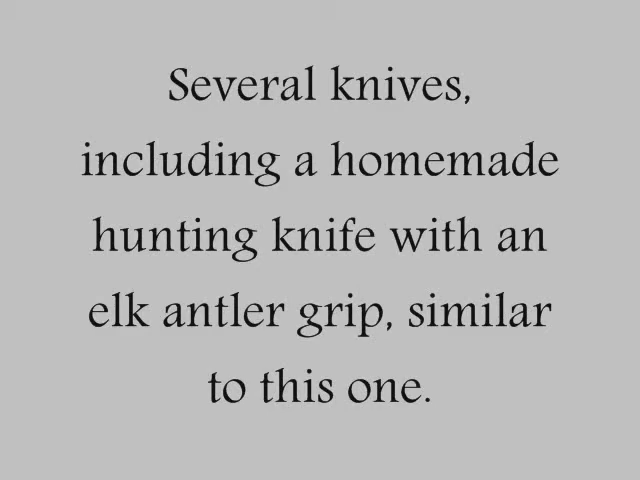 Several knives,
including a homemade
hunting knife with an
elk antler grip, similar
to this one.